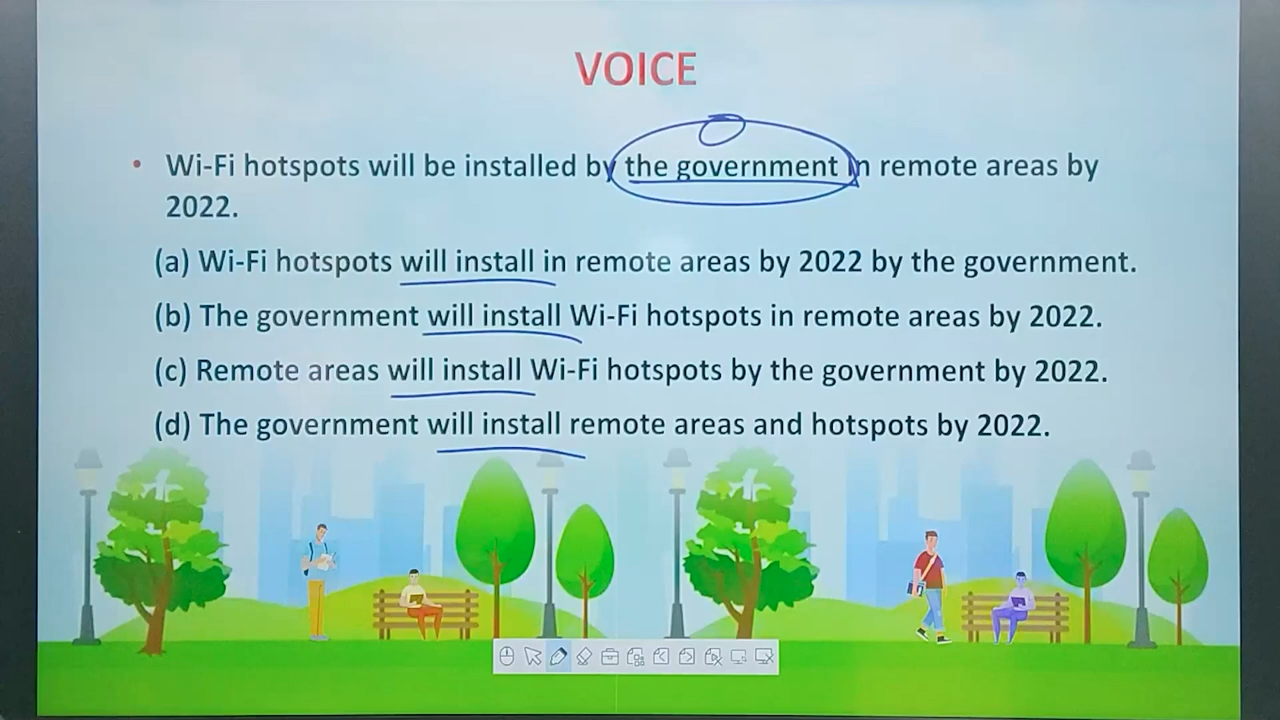 VOICE
• Wi-Fi hotspots will be installed by the government in remote areas by
2022.
(a) Wi-Fi hotspots will install in remote areas by 2022 by the government.
(b) The government will install Wi-Fi hotspots in remote areas by 2022.
(c) Remote areas will install Wi-Fi hotspots by the government by 2022.
(d) The government will install remote areas and hotspots by 2022.